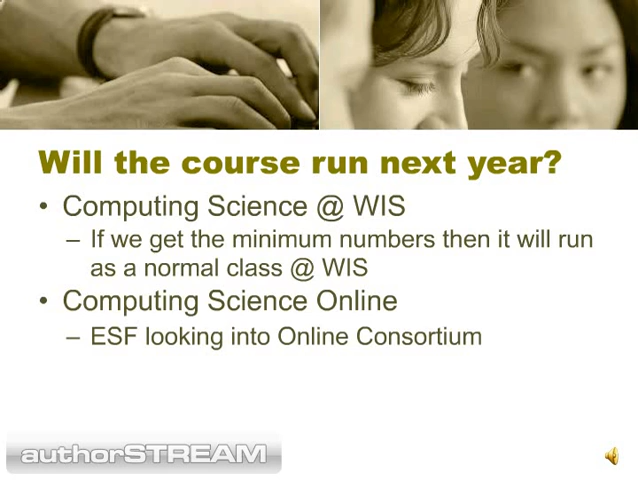 Will the course run next year?
• Computing Science @ WIS
– If we get the minimum numbers then it will run
as a normal class @ WIS
• Computing Science Online
– ESF looking into Online Consortium
authorSTREAM